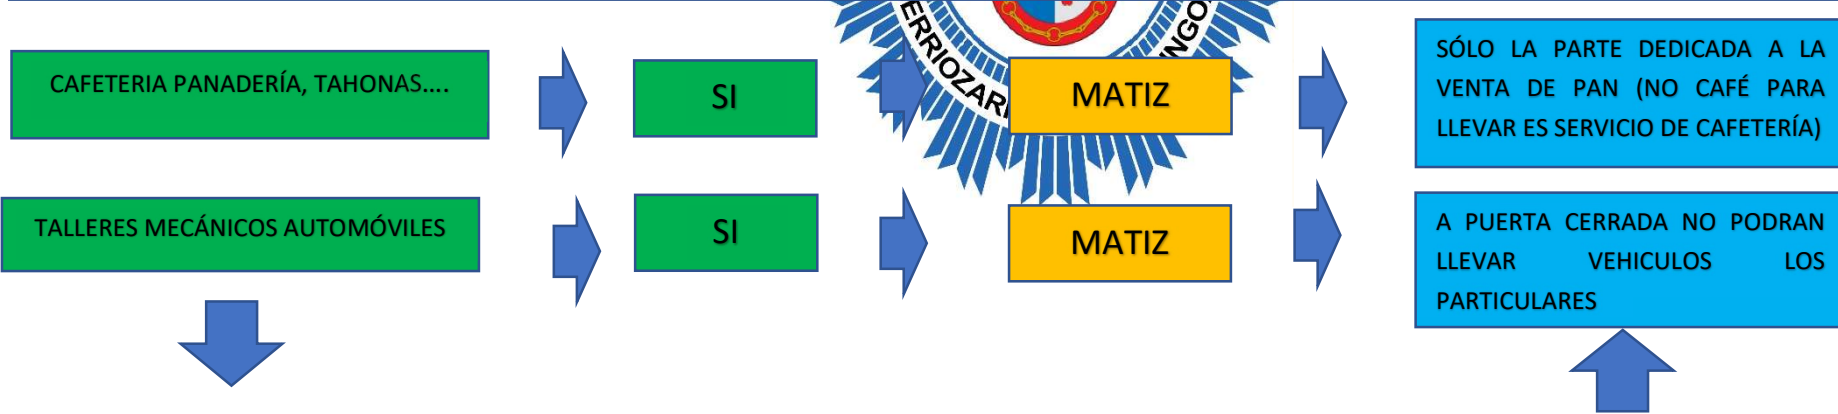 CAFETERIA PANADERÍA, TAHONAS....
SI
MATIZ
SÓLO LA PARTE DEDICADA A LA
VENTA DE PAN (NO CAFÉ PARA
LLEVAR ES SERVICIO DE CAFETERÍA)
TALLERES MECÁNICOS AUTOMÓVILES
SI
MATIZ
A PUERTA CERRADA NO PODRAN
LLEVAR VEHICULOS LOS
PARTICULARES